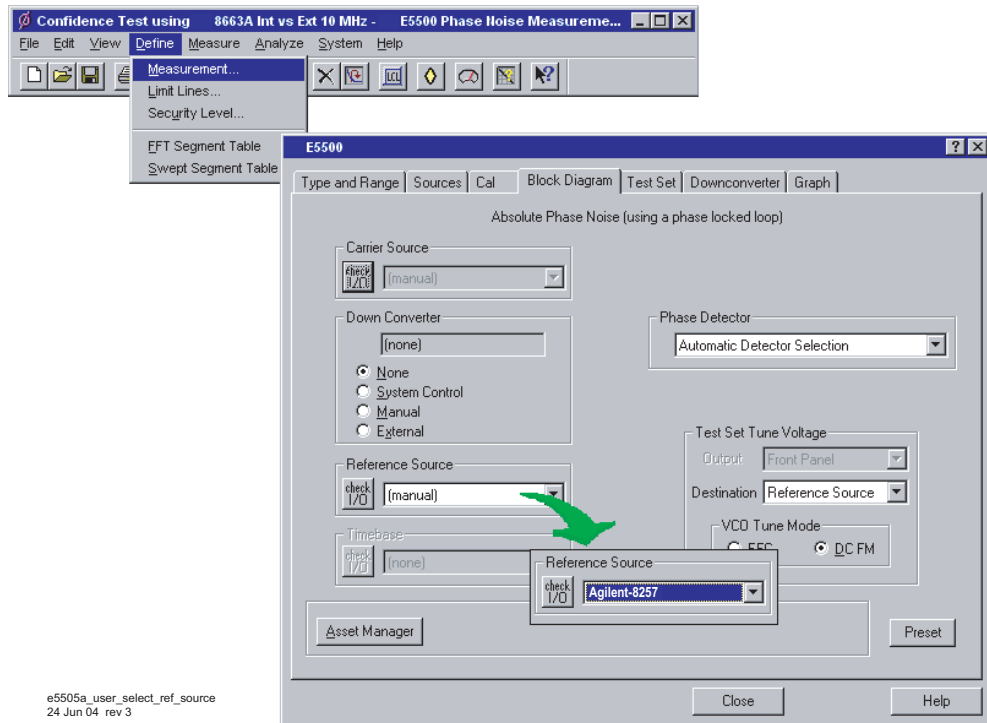 Confidence Test using 8663A Int vs Ext 10 MHz - E5500 Phase Noise Measureme...
File Edit View Define Measure Analyze System Help
Measurement...
Limit Lines...
Security Level...
FFT Segment Table
Swept Segment Table
E5500
Type and Range Sources Cal Block Diagram Test Set Downconverter Graph
Absolute Phase Noise (using a phase locked loop)
Carrier Source
check I/O (manual)
Down Converter
(none)
None
System Control
Manual
External
Phase Detector
Automatic Detector Selection
Reference Source
check I/O (manual)
Timebase
check I/O (none)
Test Set Tune Voltage
Output Front Panel
Destination Reference Source
VCO Tune Mode
EFC DC FM
Reference Source
check I/O Agilent-8257
Asset Manager
Preset
Close Help
e5505a_user_select_ref_source
24 Jun 04 rev 3